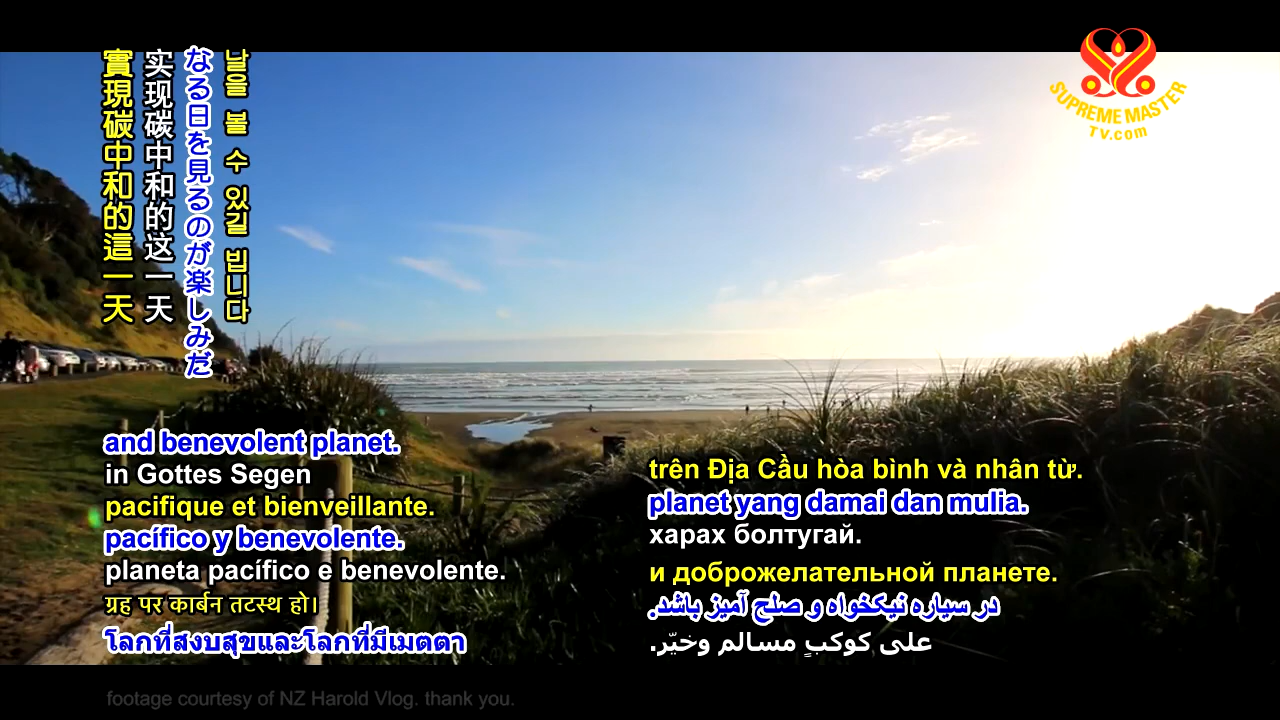 SUPREME MASTER
TV.com
날을 볼 수 있길 빕니다
なる日を見るのが楽しみだ
实现碳中和的这一天
實現碳中和的這一天
and benevolent planet.
in Gottes Segen
pacifique et bienveillante.
pacífico y benevolente.
planeta pacífico e benevolente.
ग्रह पर कार्बन तटस्थ हो।
โลกที่สงบสุขและโลกที่มีเมตตา
trên Địa Cầu hòa bình và nhân từ.
planet yang damai dan mulia.
харах болтугай.
и доброжелательной планете.
در سیاره نیکخواه و صلح آمیز باشد.
على كوكبٍ مسالم وخيّر.
footage courtesy of NZ Harold Vlog. thank you.